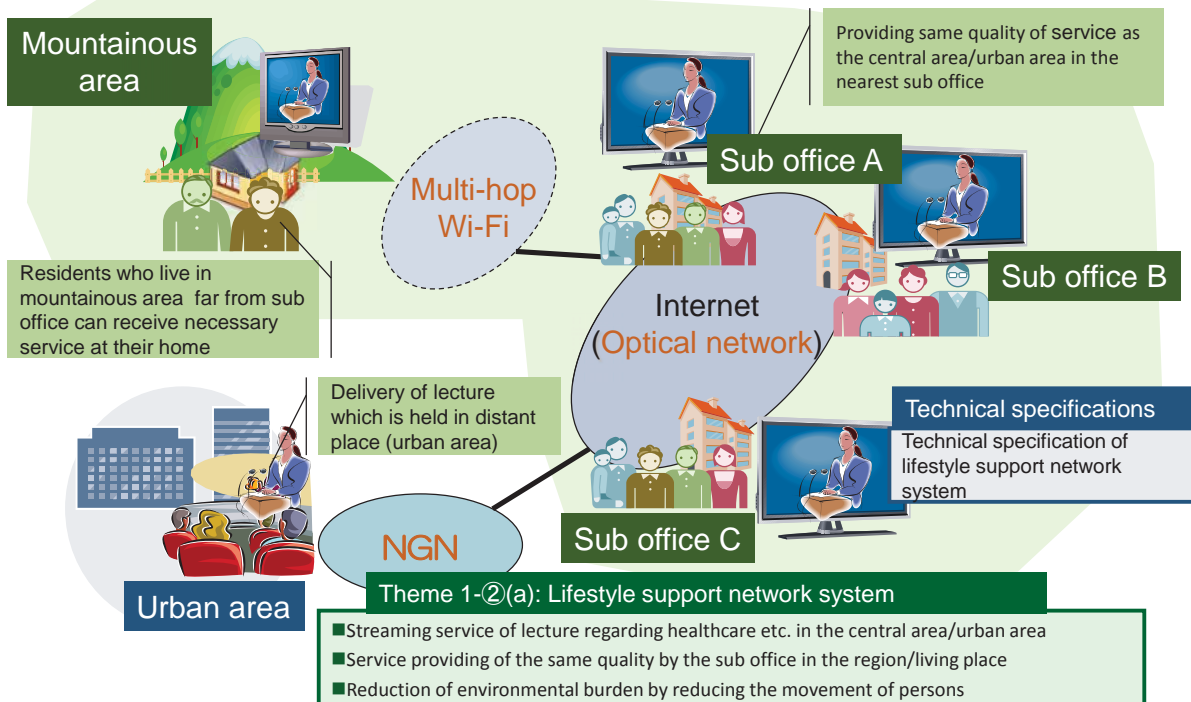 Mountainous
area
Providing same quality of service as
the central area/urban area in the
nearest sub office
Sub office A
Multi-hop
Wi-Fi
Sub office B
Residents who live in
mountainous area  far from sub
office can receive necessary
service at their home
Internet
(Optical network)
Delivery of lecture
which is held in distant
place (urban area)
Technical specifications
Technical specification of
lifestyle support network
system
Sub office C
NGN
Urban area
Theme 1-②(a): Lifestyle support network system
■Streaming service of lecture regarding healthcare etc. in the central area/urban area
■Service providing of the same quality by the sub office in the region/living place
■Reduction of environmental burden by reducing the movement of persons